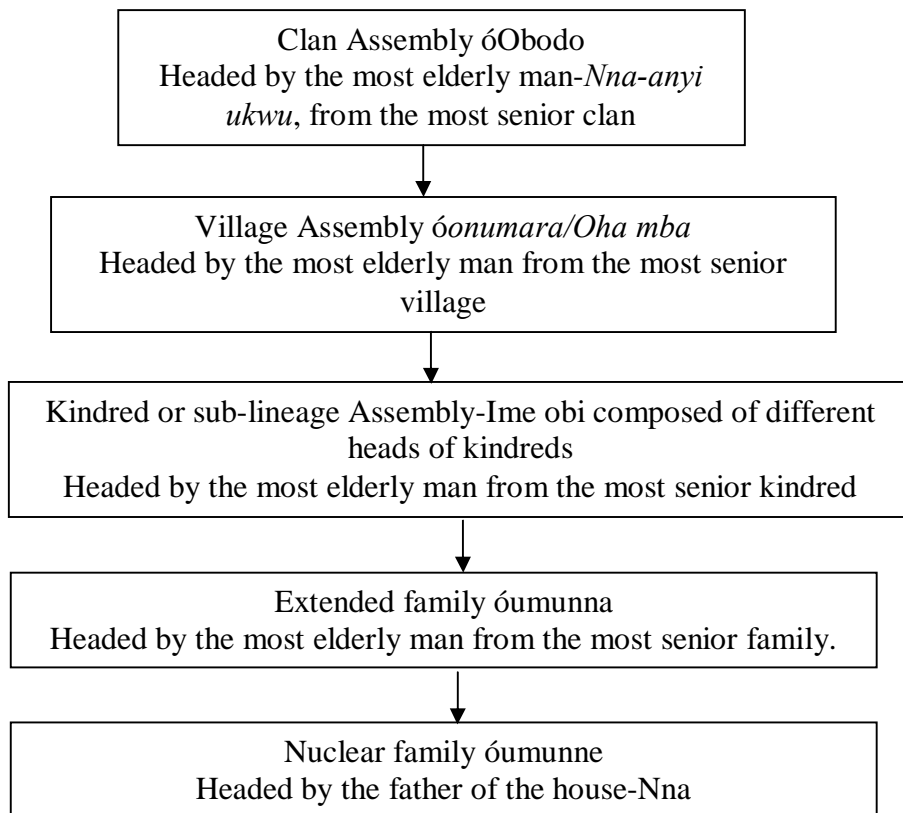 Clan Assembly óObodo
Headed by the most elderly man-Nna-anyi
ukwu, from the most senior clan
Village Assembly óonumara/Oha mba
Headed by the most elderly man from the most senior
village
Kindred or sub-lineage Assembly-Ime obi composed of different
heads of kindreds
Headed by the most elderly man from the most senior kindred
Extended family óumunna
Headed by the most elderly man from the most senior family.
Nuclear family óumunne
Headed by the father of the house-Nna